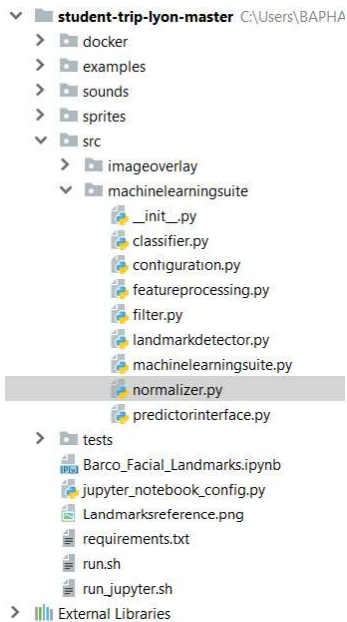 student-trip-lyon-master C:\Users\BAPHA
docker
examples
sounds
sprites
src
imageoverlay
machinelearningsuite
__init__.py
classifier.py
configuration.py
featureprocessing.py
filter.py
landmarkdetector.py
machinelearningsuite.py
normalizer.py
predictorinterface.py
tests
Barco_Facial_Landmarks.ipynb
jupyter_notebook_config.py
Landmarksreference.png
requirements.txt
run.sh
run_jupyter.sh
External Libraries